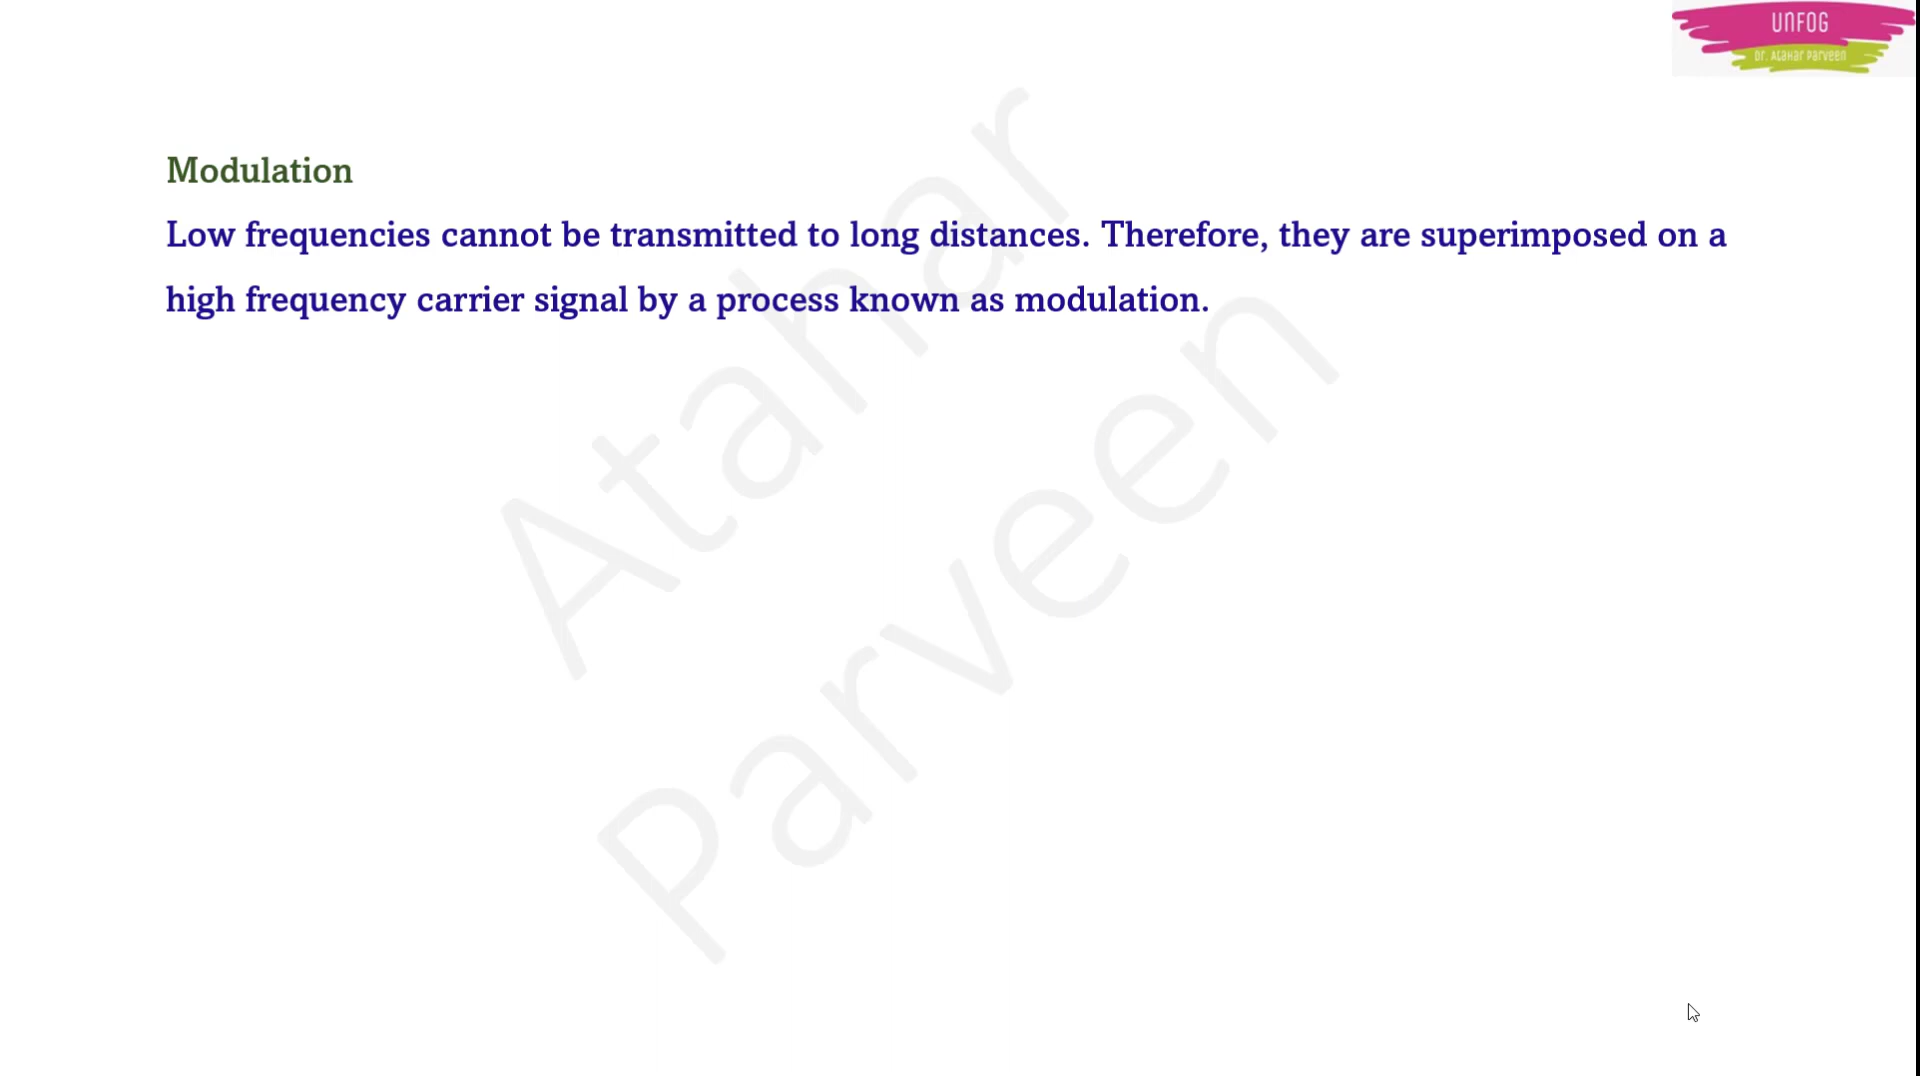 UNFOG
Dr. Atahar Parveen
Modulation
Low frequencies cannot be transmitted to long distances. Therefore, they are superimposed on a
high frequency carrier signal by a process known as modulation.
Atahar
Parveen